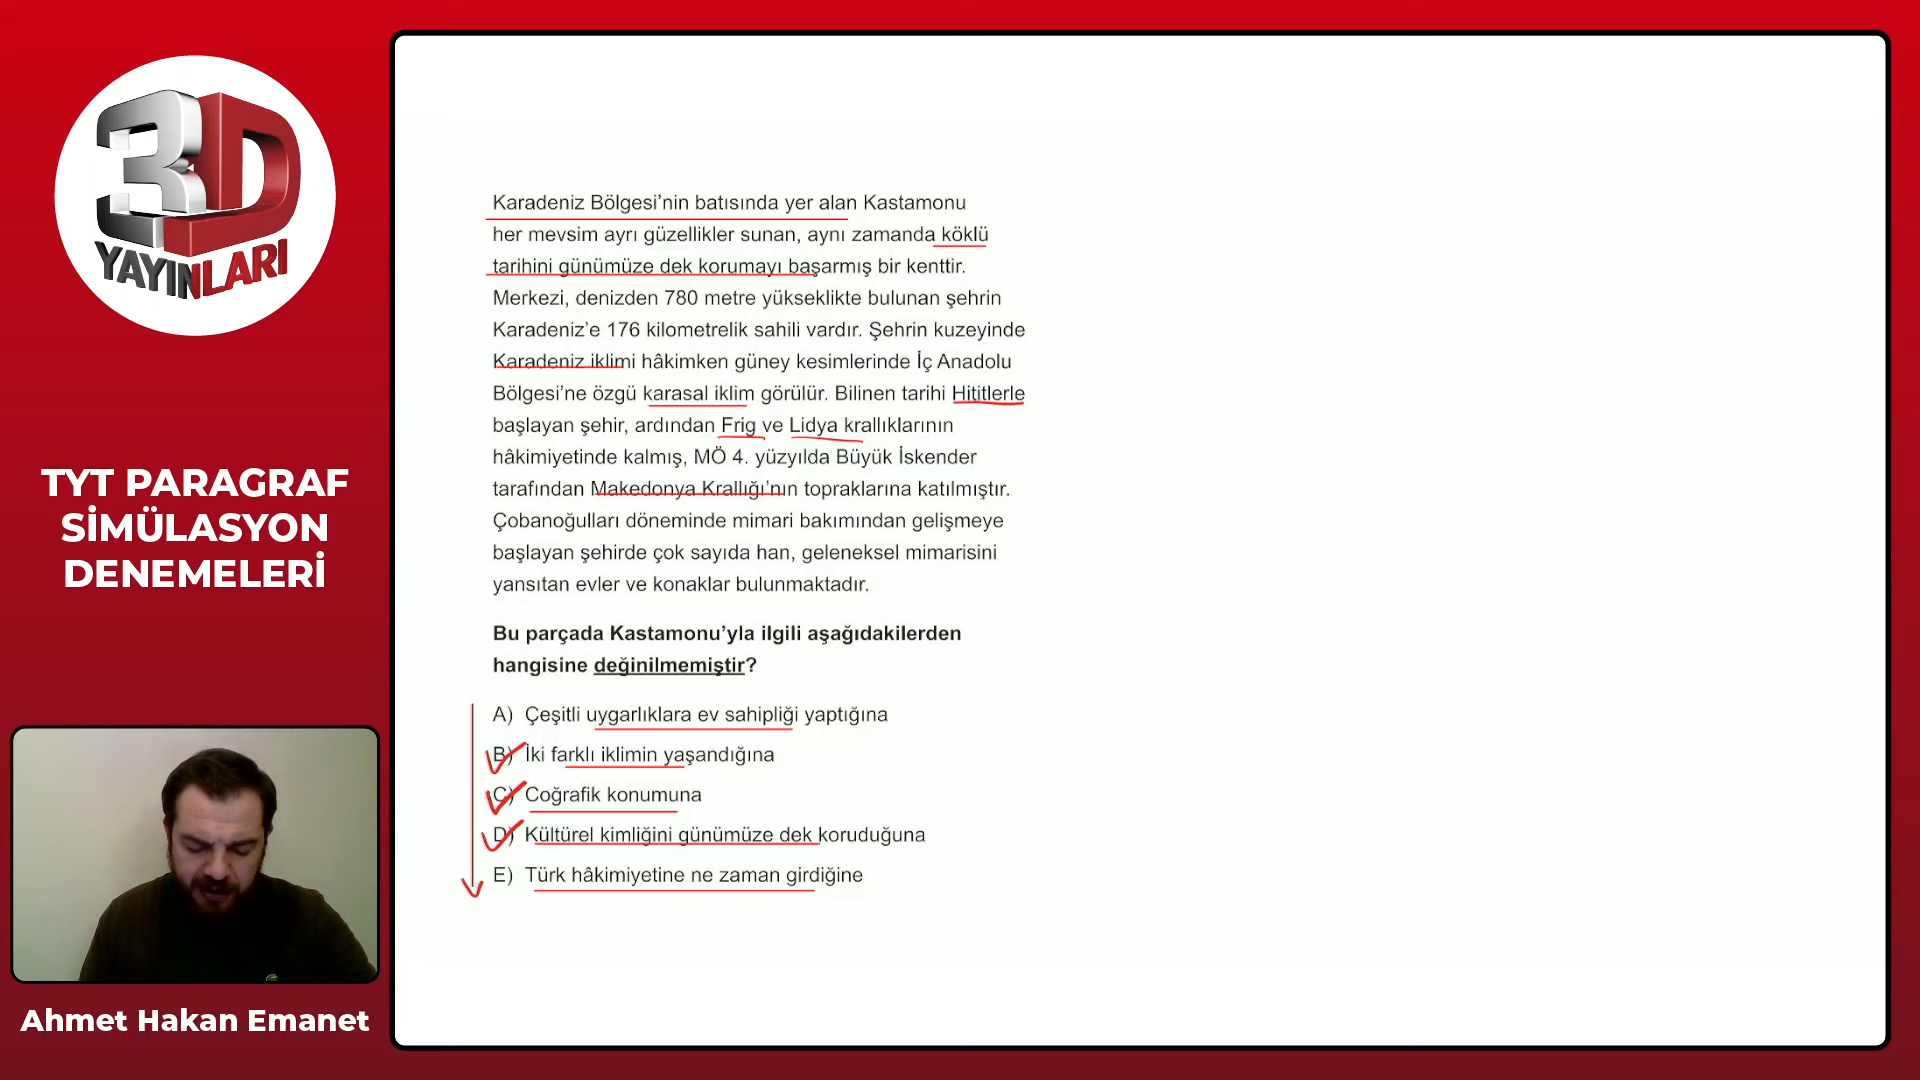 3D
YAYINLARI
TYT PARAGRAF
SİMÜLASYON
DENEMELERİ
Ahmet Hakan Emanet
Karadeniz Bölgesi’nin batısında yer alan Kastamonu
her mevsim ayrı güzellikler sunan, aynı zamanda köklü
tarihini günümüze dek korumayı başarmış bir kenttir.
Merkezi, denizden 780 metre yükseklikte bulunan şehrin
Karadeniz’e 176 kilometrelik sahili vardır. Şehrin kuzeyinde
Karadeniz iklimi hâkimken güney kesimlerinde İç Anadolu
Bölgesi’ne özgü karasal iklim görülür. Bilinen tarihi Hititlerle
başlayan şehir, ardından Frig ve Lidya krallıklarının
hâkimiyetinde kalmış, MÖ 4. yüzyılda Büyük İskender
tarafından Makedonya Krallığı’nın topraklarına katılmıştır.
Çobanoğulları döneminde mimari bakımından gelişmeye
başlayan şehirde çok sayıda han, geleneksel mimarisini
yansıtan evler ve konaklar bulunmaktadır.
Bu parçada Kastamonu’yla ilgili aşağıdakilerden
hangisine değinilmemiştir?
A) Çeşitli uygarlıklara ev sahipliği yaptığına
B) İki farklı iklimin yaşandığına
C) Coğrafik konumuna
D) Kültürel kimliğini günümüze dek koruduğuna
E) Türk hâkimiyetine ne zaman girdiğine